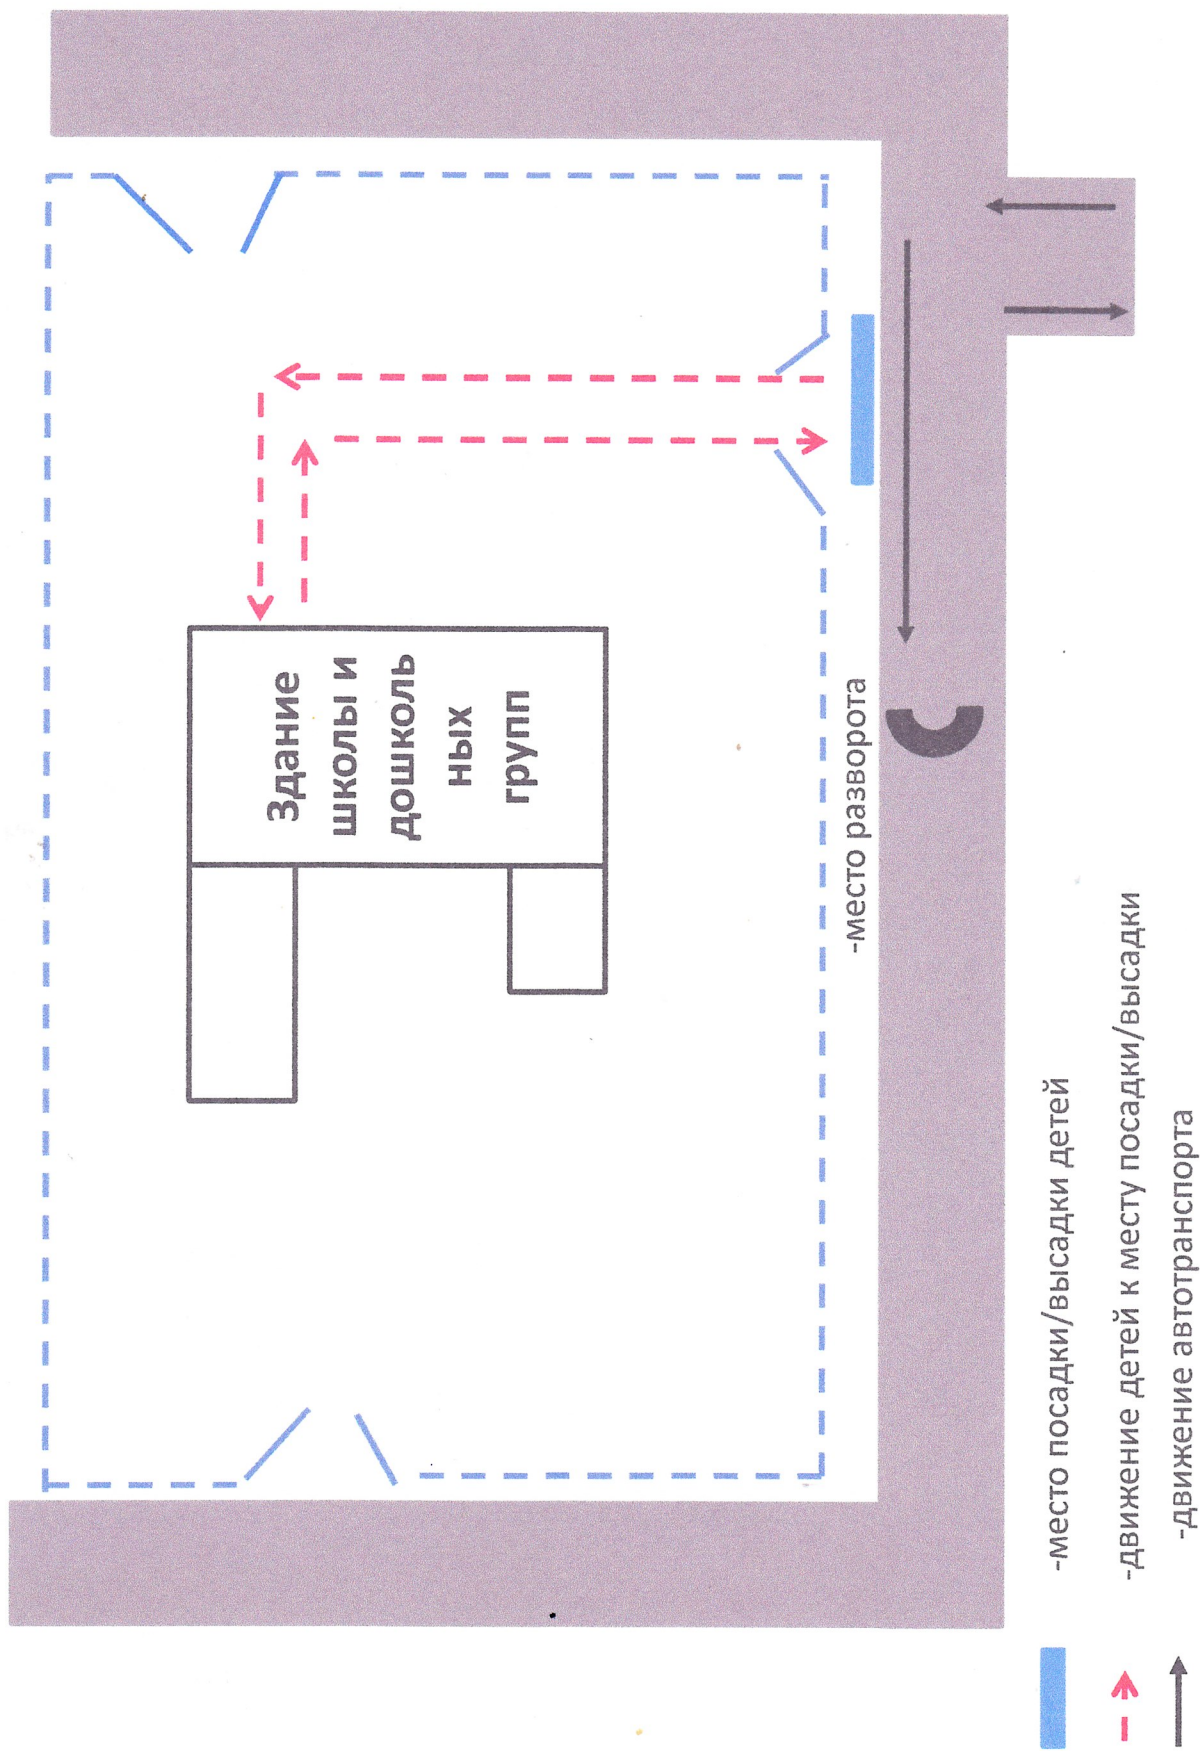 Здание
школы и
дошколь
ных
групп
-место разворота
-место посадки/высадки детей
-движение детей к месту посадки/высадки
-движение автотранспорта